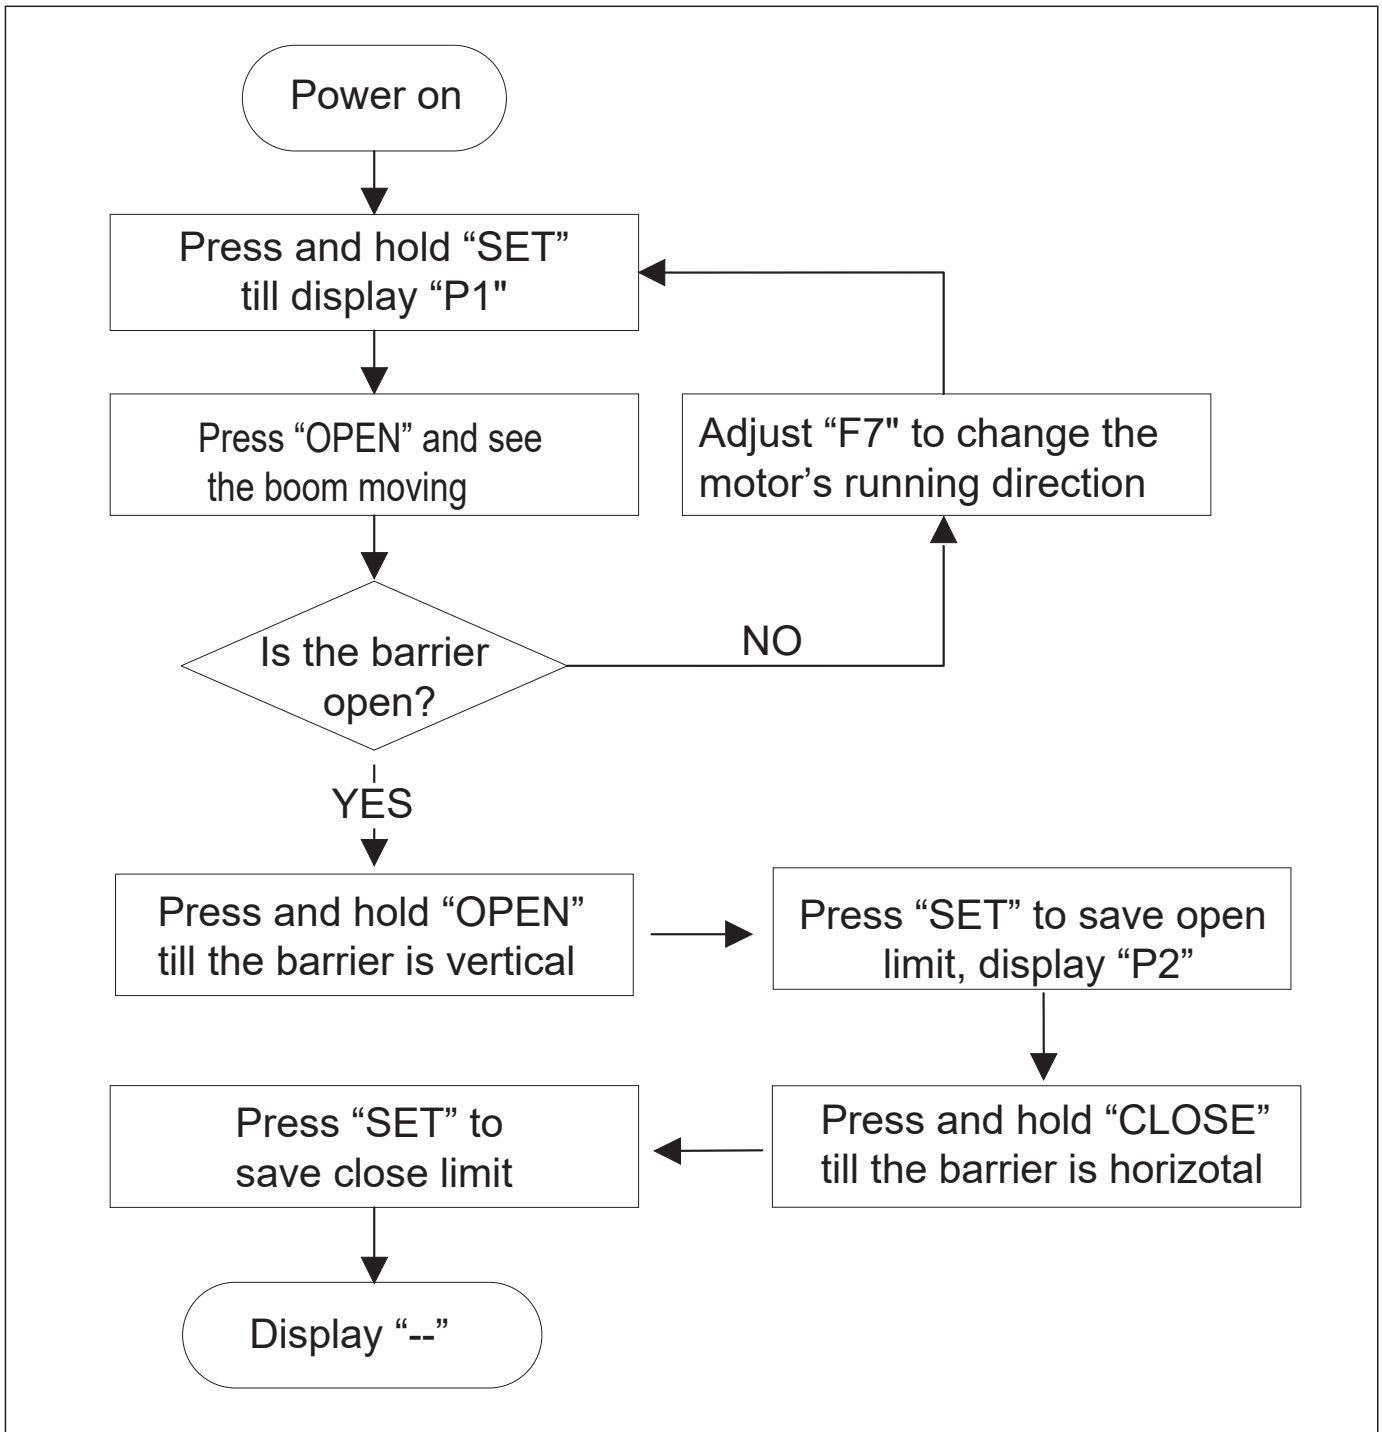 Power on
Press and hold “SET”
till display “P1"
Press “OPEN” and see
the boom moving
Adjust “F7" to change the
motor’s running direction
Is the barrier
open?
NO
YES
Press and hold “OPEN”
till the barrier is vertical
Press “SET” to save open
limit, display “P2”
Press and hold “CLOSE”
till the barrier is horizotal
Press “SET” to
save close limit
Display “--”